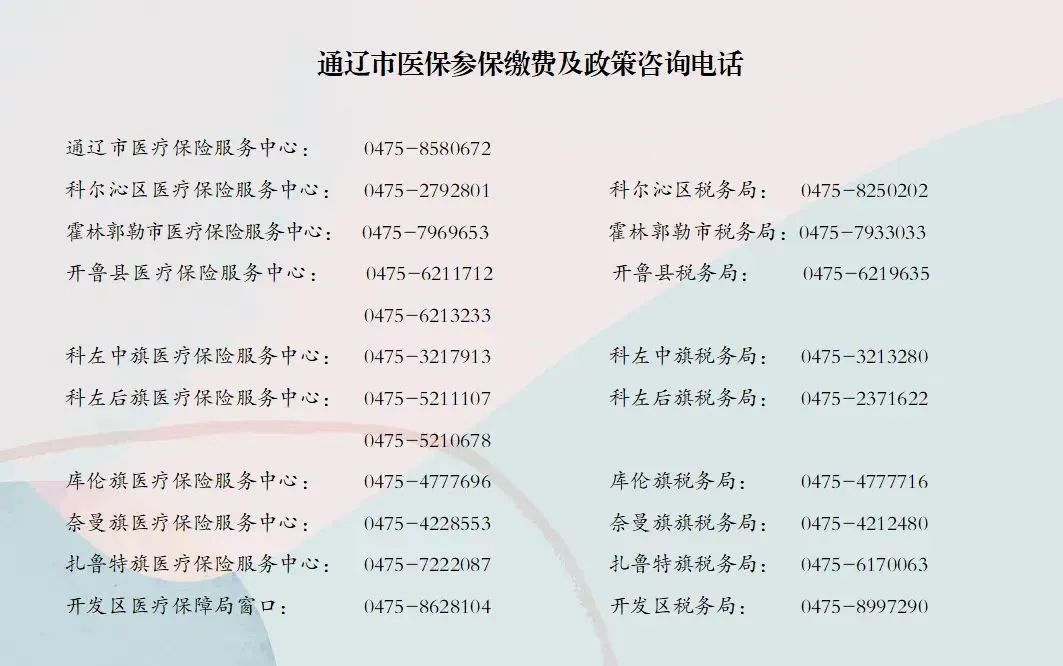 通辽市医保参保缴费及政策咨询电话
通辽市医疗保险服务中心： 0475-8580672
科尔沁区医疗保险服务中心： 0475-2792801 科尔沁区税务局： 0475-8250202
霍林郭勒市医疗保险服务中心： 0475-7969653 霍林郭勒市税务局：0475-7933033
开鲁县医疗保险服务中心： 0475-6211712 开鲁县税务局： 0475-6219635
0475-6213233
科左中旗医疗保险服务中心： 0475-3217913 科左中旗税务局： 0475-3213280
科左后旗医疗保险服务中心： 0475-5211107 科左后旗税务局： 0475-2371622
0475-5210678
库伦旗医疗保险服务中心： 0475-4777696 库伦旗税务局： 0475-4777716
奈曼旗医疗保险服务中心： 0475-4228553 奈曼旗旗税务局： 0475-4212480
扎鲁特旗医疗保险服务中心： 0475-7222087 扎鲁特旗税务局： 0475-6170063
开发区医疗保障局窗口： 0475-8628104 开发区税务局： 0475-8997290